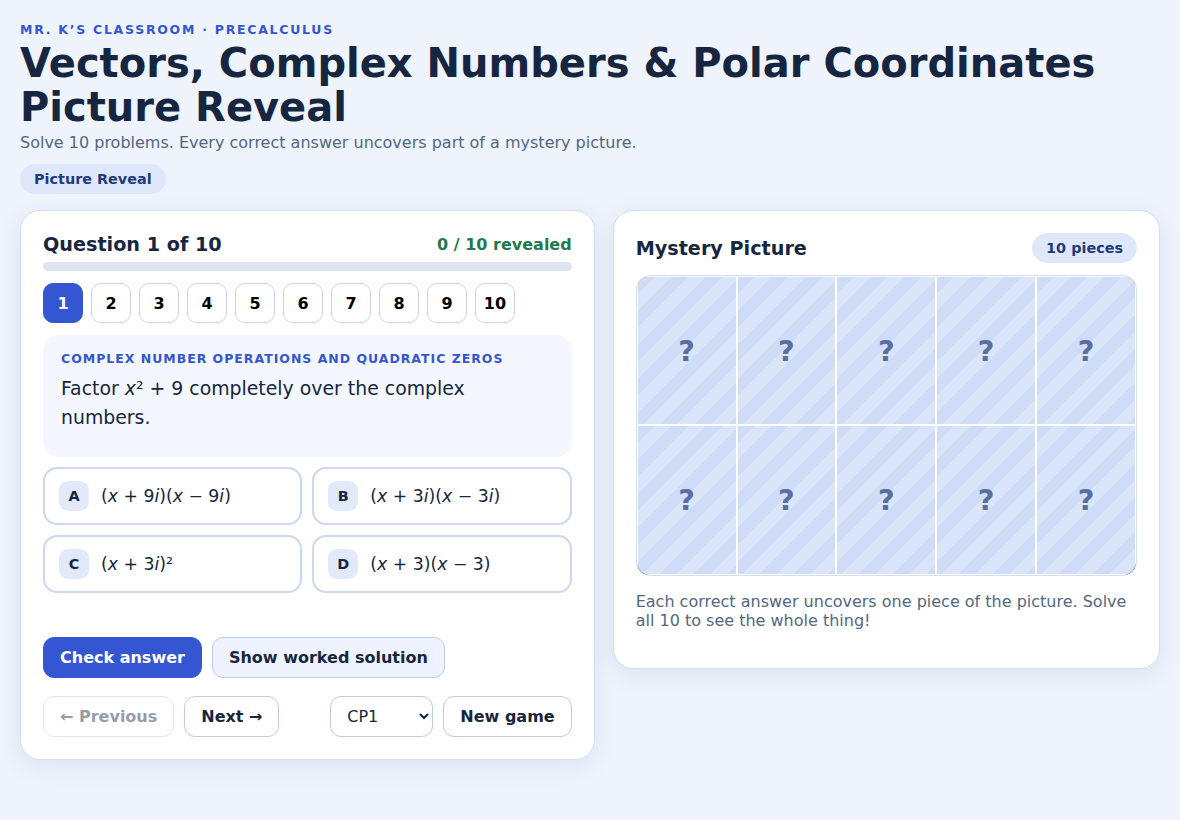 MR. K’S CLASSROOM · PRECALCULUS
Vectors, Complex Numbers & Polar Coordinates
Picture Reveal
Solve 10 problems. Every correct answer uncovers part of a mystery picture.
Picture Reveal
Question 1 of 10
0 / 10 revealed
1 2 3 4 5 6 7 8 9 10
COMPLEX NUMBER OPERATIONS AND QUADRATIC ZEROS
Factor x² + 9 completely over the complex
numbers.
A (x + 9i)(x − 9i)
B (x + 3i)(x − 3i)
C (x + 3i)²
D (x + 3)(x − 3)
Check answer
Show worked solution
← Previous
Next →
CP1
New game
Mystery Picture
10 pieces
? ? ? ? ?
? ? ? ? ?
Each correct answer uncovers one piece of the picture. Solve
all 10 to see the whole thing!